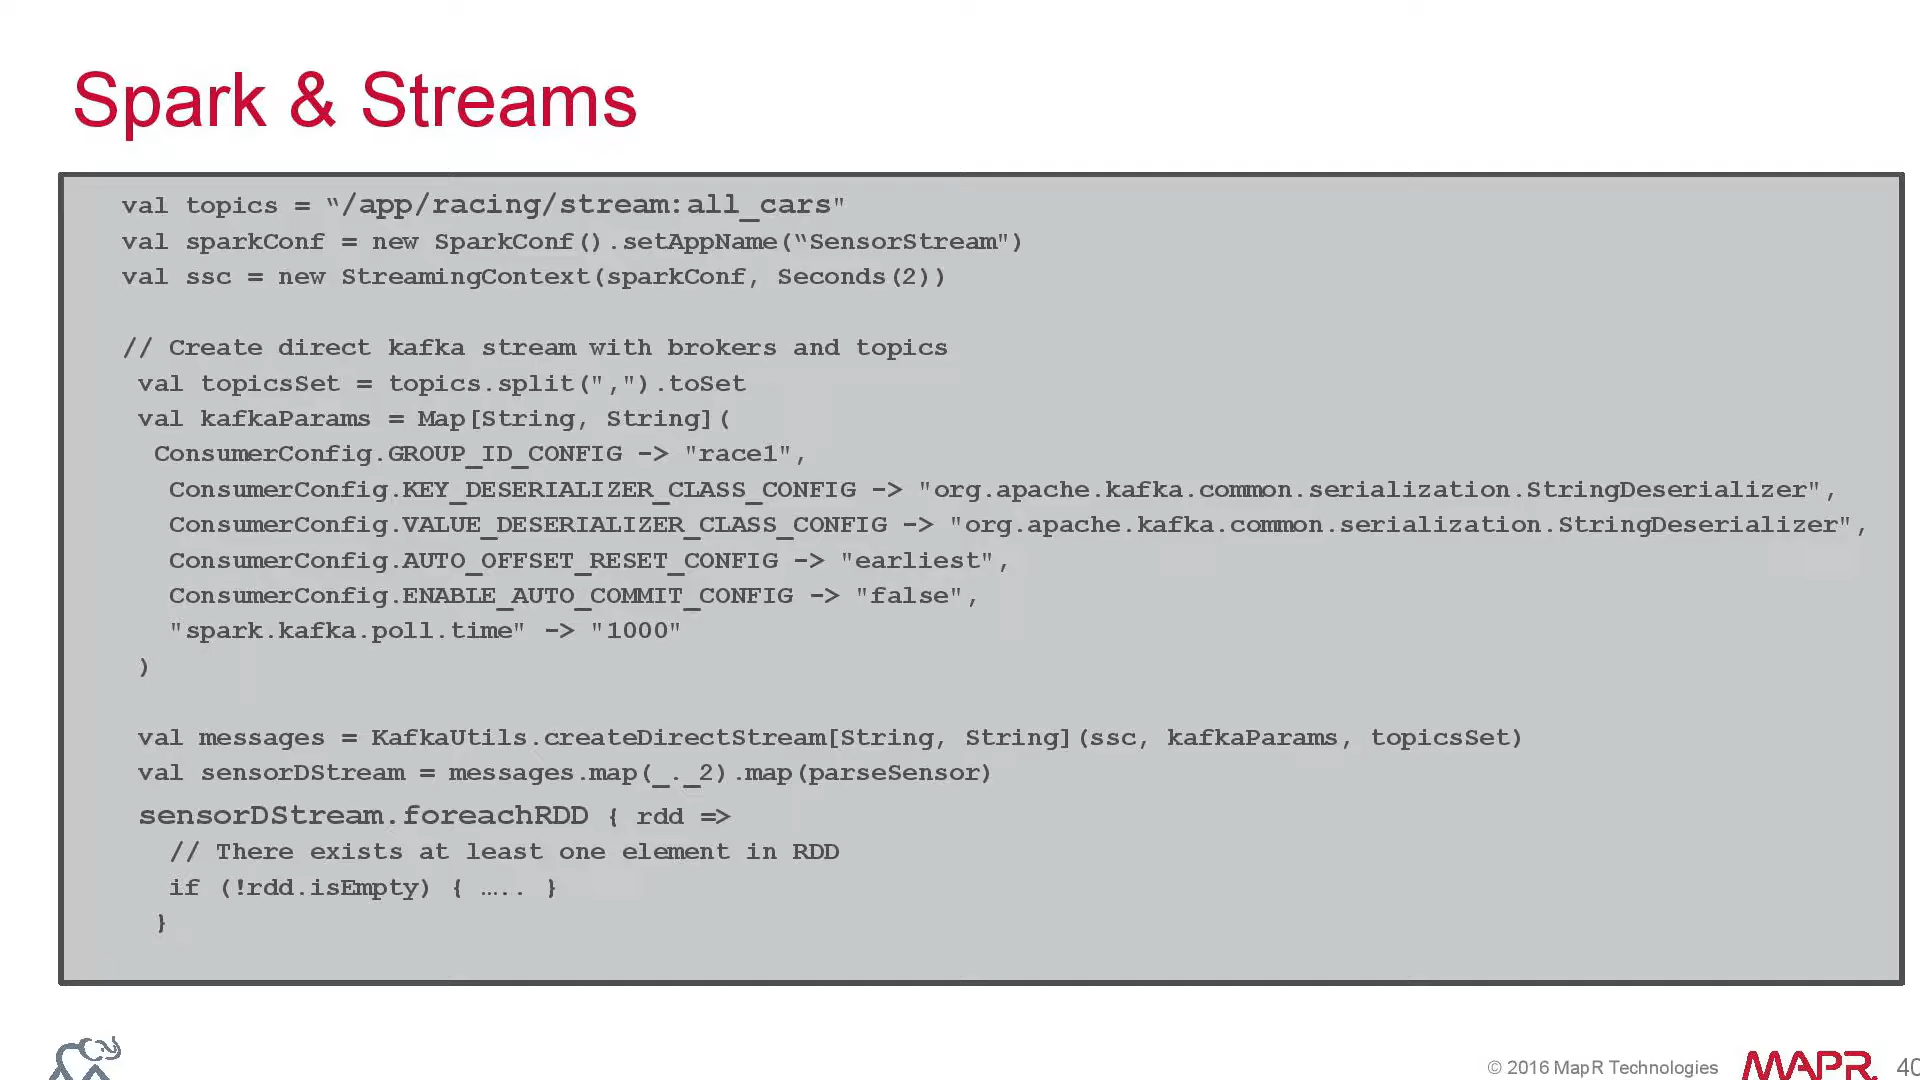 Spark & Streams
val topics = “/app/racing/stream:all_cars"
val sparkConf = new SparkConf().setAppName(“SensorStream")
val ssc = new StreamingContext(sparkConf, Seconds(2))
// Create direct kafka stream with brokers and topics
val topicsSet = topics.split(",").toSet
val kafkaParams = Map[String, String](
ConsumerConfig.GROUP_ID_CONFIG -> "race1",
ConsumerConfig.KEY_DESERIALIZER_CLASS_CONFIG -> "org.apache.kafka.common.serialization.StringDeserializer",
ConsumerConfig.VALUE_DESERIALIZER_CLASS_CONFIG -> "org.apache.kafka.common.serialization.StringDeserializer",
ConsumerConfig.AUTO_OFFSET_RESET_CONFIG -> "earliest",
ConsumerConfig.ENABLE_AUTO_COMMIT_CONFIG -> "false",
"spark.kafka.poll.time" -> "1000"
)
val messages = KafkaUtils.createDirectStream[String, String](ssc, kafkaParams, topicsSet)
val sensorDStream = messages.map(_._2).map(parseSensor)
sensorDStream.foreachRDD { rdd =>
// There exists at least one element in RDD
if (!rdd.isEmpty) { ….. }
}
© 2016 MapR Technologies MAPR. 40